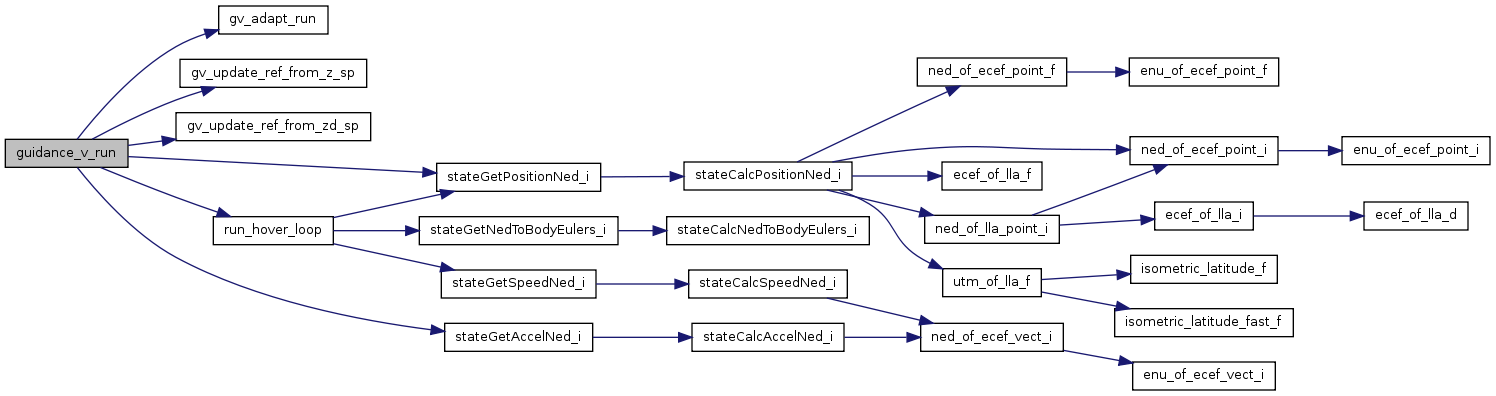 gv_adapt_run
gv_update_ref_from_z_sp
ned_of_ecef_point_f
enu_of_ecef_point_f
gv_update_ref_from_zd_sp
guidance_v_run
ned_of_ecef_point_i
enu_of_ecef_point_i
stateGetPositionNed_i
stateCalcPositionNed_i
ecef_of_lla_f
run_hover_loop
stateGetNedToBodyEulers_i
stateCalcNedToBodyEulers_i
ned_of_lla_point_i
ecef_of_lla_i
ecef_of_lla_d
stateGetSpeedNed_i
stateCalcSpeedNed_i
utm_of_lla_f
isometric_latitude_f
isometric_latitude_fast_f
stateGetAccelNed_i
stateCalcAccelNed_i
ned_of_ecef_vect_i
enu_of_ecef_vect_i